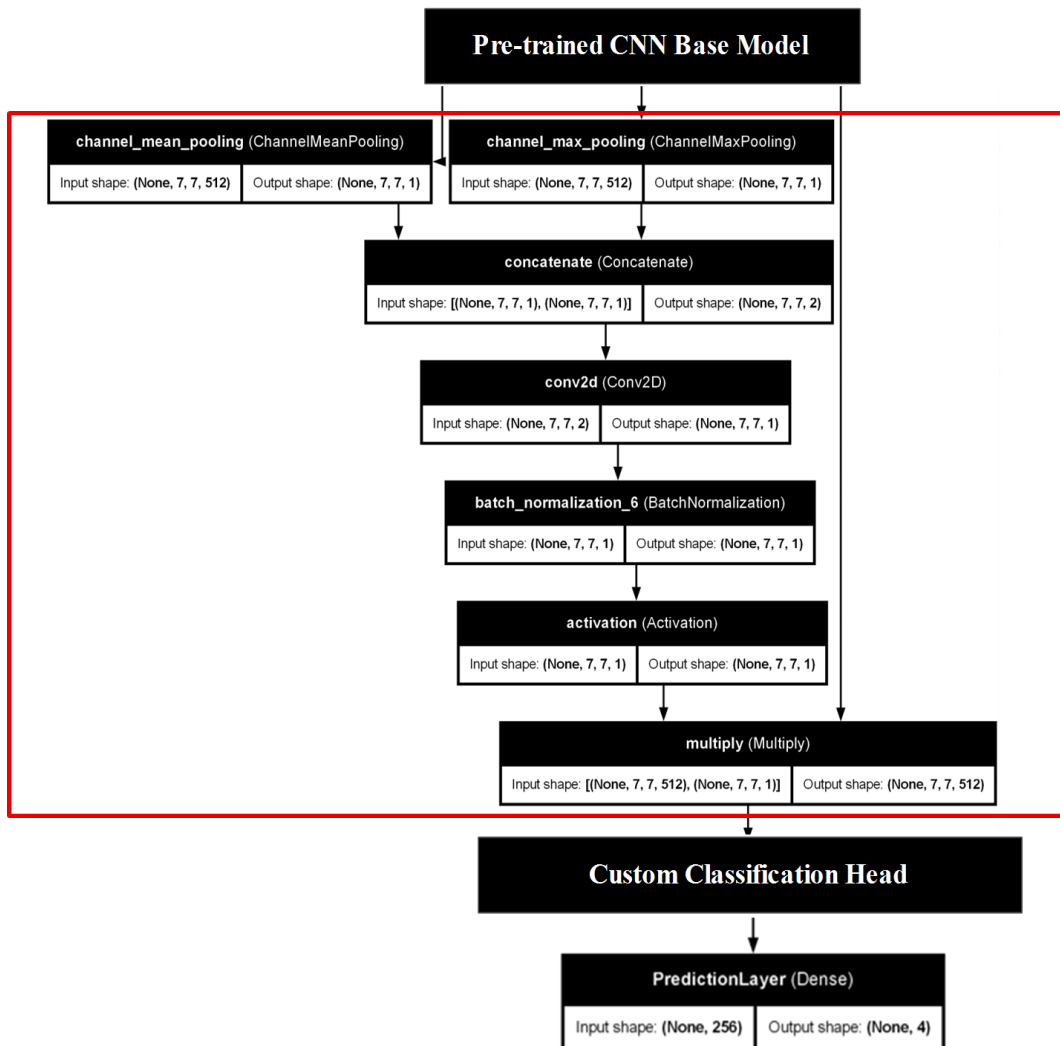 Pre-trained CNN Base Model
channel_mean_pooling (ChannelMeanPooling)
Input shape: (None, 7, 7, 512) Output shape: (None, 7, 7, 1)
channel_max_pooling (ChannelMaxPooling)
Input shape: (None, 7, 7, 512) Output shape: (None, 7, 7, 1)
concatenate (Concatenate)
Input shape: [(None, 7, 7, 1), (None, 7, 7, 1)] Output shape: (None, 7, 7, 2)
conv2d (Conv2D)
Input shape: (None, 7, 7, 2) Output shape: (None, 7, 7, 1)
batch_normalization_6 (BatchNormalization)
Input shape: (None, 7, 7, 1) Output shape: (None, 7, 7, 1)
activation (Activation)
Input shape: (None, 7, 7, 1) Output shape: (None, 7, 7, 1)
multiply (Multiply)
Input shape: [(None, 7, 7, 512), (None, 7, 7, 1)] Output shape: (None, 7, 7, 512)
Custom Classification Head
PredictionLayer (Dense)
Input shape: (None, 256) Output shape: (None, 4)